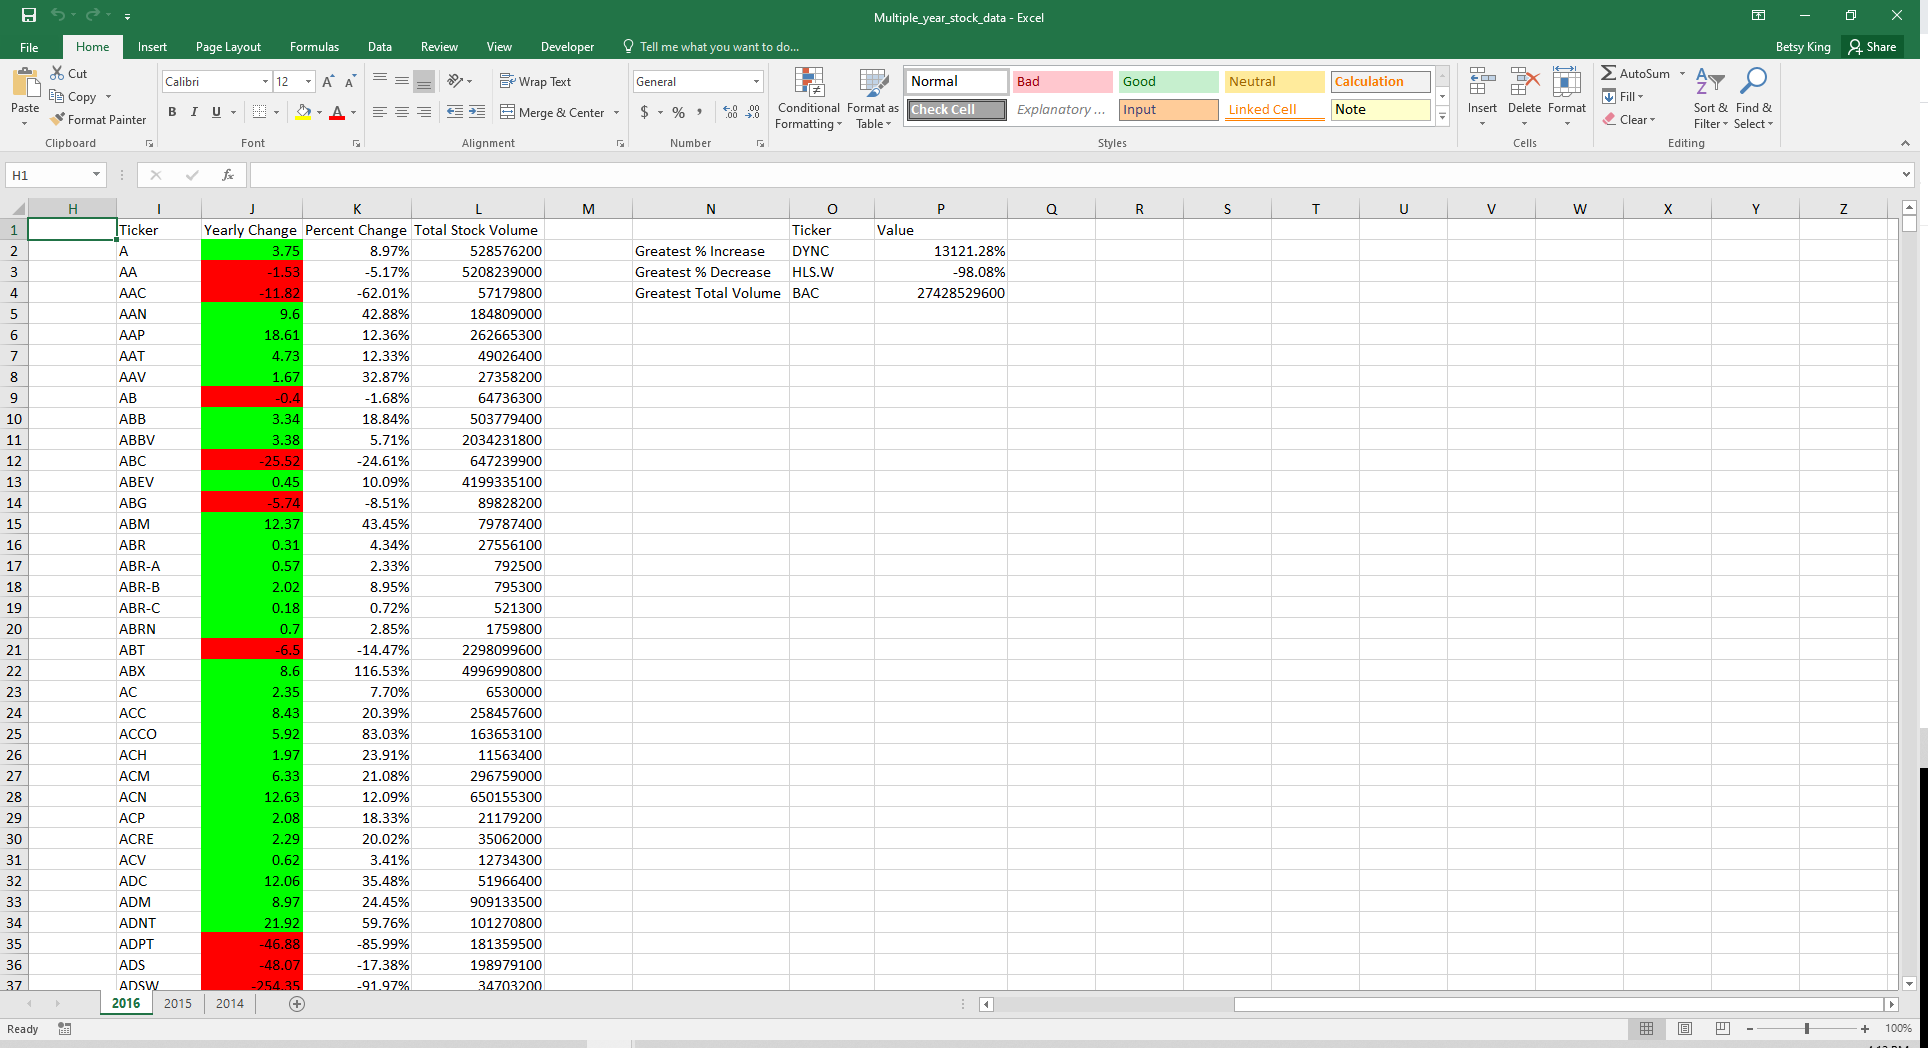 Multiple_year_stock_data - Excel
File Home Insert Page Layout Formulas Data Review View Developer Tell me what you want to do... Betsy King Share
Cut Calibri 12 A A Wrap Text General Normal Bad Good Neutral Calculation AutoSum
Paste Copy B I U A Merge & Center $ % , Conditional Formatting Format as Table Check Cell Explanatory ... Input Linked Cell Note Insert Delete Format Fill Sort & Filter Find & Select
Format Painter Clear
Clipboard Font Alignment Number Styles Cells Editing
H1 fx
H I J K L M N O P Q R S T U V W X Y Z
1 Ticker Yearly Change Percent Change Total Stock Volume Ticker Value
2 A 3.75 8.97% 528576200 Greatest % Increase DYNC 13121.28%
3 AA -1.53 -5.17% 5208239000 Greatest % Decrease HLS.W -98.08%
4 AAC -11.82 -62.01% 57179800 Greatest Total Volume BAC 27428529600
5 AAN 9.6 42.88% 184809000
6 AAP 18.61 12.36% 262665300
7 AAT 4.73 12.33% 49026400
8 AAV 1.67 32.87% 27358200
9 AB -0.4 -1.68% 64736300
10 ABB 3.34 18.84% 503779400
11 ABBV 3.38 5.71% 2034231800
12 ABC -25.52 -24.61% 647239900
13 ABEV 0.45 10.09% 4199335100
14 ABG -5.74 -8.51% 89828200
15 ABM 12.37 43.45% 79787400
16 ABR 0.31 4.34% 27556100
17 ABR-A 0.57 2.33% 792500
18 ABR-B 2.02 8.95% 795300
19 ABR-C 0.18 0.72% 521300
20 ABRN 0.7 2.85% 1759800
21 ABT -6.5 -14.47% 2298099600
22 ABX 8.6 116.53% 4996990800
23 AC 2.35 7.70% 6530000
24 ACC 8.43 20.39% 258457600
25 ACCO 5.92 83.03% 163653100
26 ACH 1.97 23.91% 11563400
27 ACM 6.33 21.08% 296759000
28 ACN 12.63 12.09% 650155300
29 ACP 2.08 18.33% 21179200
30 ACRE 2.29 20.02% 35062000
31 ACV 0.62 3.41% 12734300
32 ADC 12.06 35.48% 51966400
33 ADM 8.97 24.45% 909133500
34 ADNT 21.92 59.76% 101270800
35 ADPT -46.88 -85.99% 181359500
36 ADS -48.07 -17.38% 198979100
37 ADSW -254.35 -91.97% 34703200
2016 2015 2014
Ready 100%